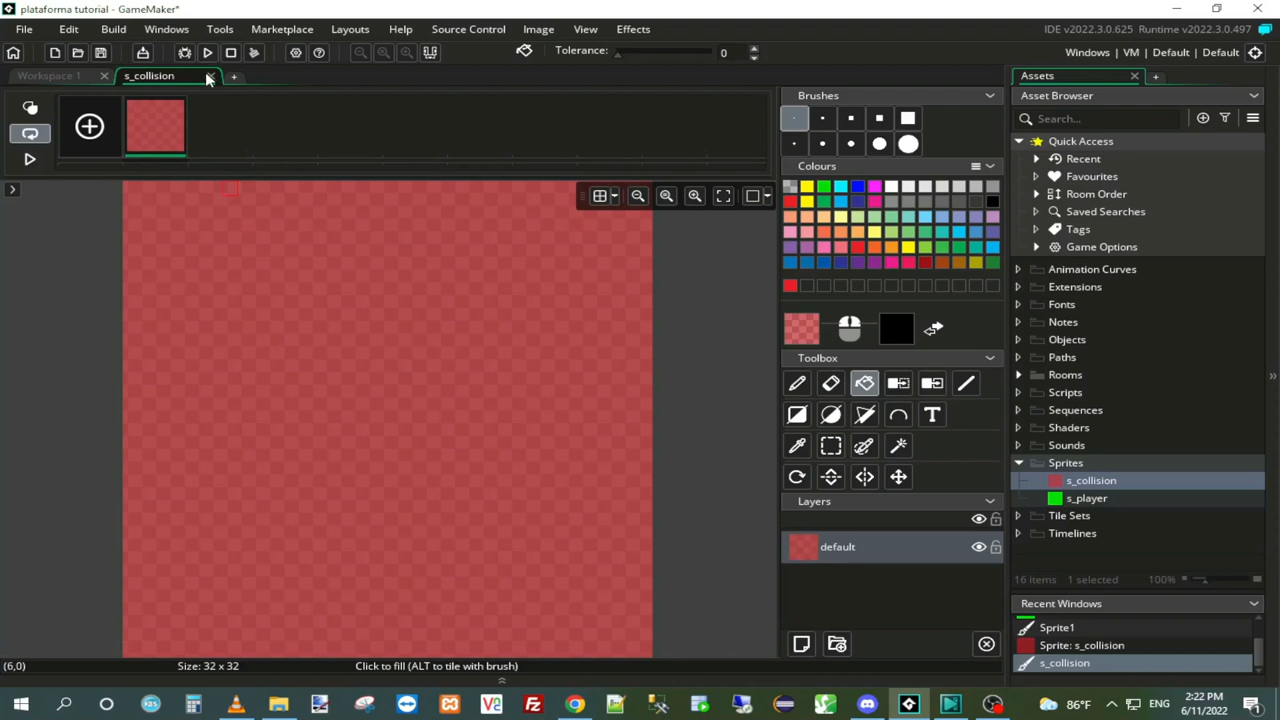 plataforma tutorial - GameMaker*
File Edit Build Windows Tools Marketplace Layouts Help Source Control Image View Effects
IDE v2022.3.0.625 Runtime v2022.3.0.497
Tolerance: 0
Windows | VM | Default | Default
Workspace 1
s_collision
Assets
Brushes
Asset Browser
Search...
Quick Access
Recent
Colours
Favourites
Room Order
Saved Searches
Tags
Game Options
Animation Curves
Extensions
Fonts
Notes
Objects
Toolbox
Paths
Rooms
Scripts
Sequences
T
Shaders
Sounds
Sprites
s_collision
s_player
Layers
Tile Sets
Timelines
default
16 items 1 selected 100%
Recent Windows
Sprite1
Sprite: s_collision
s_collision
(6,0) Size: 32 x 32 Click to fill (ALT to tile with brush)
86°F
ENG
2:22 PM
6/11/2022